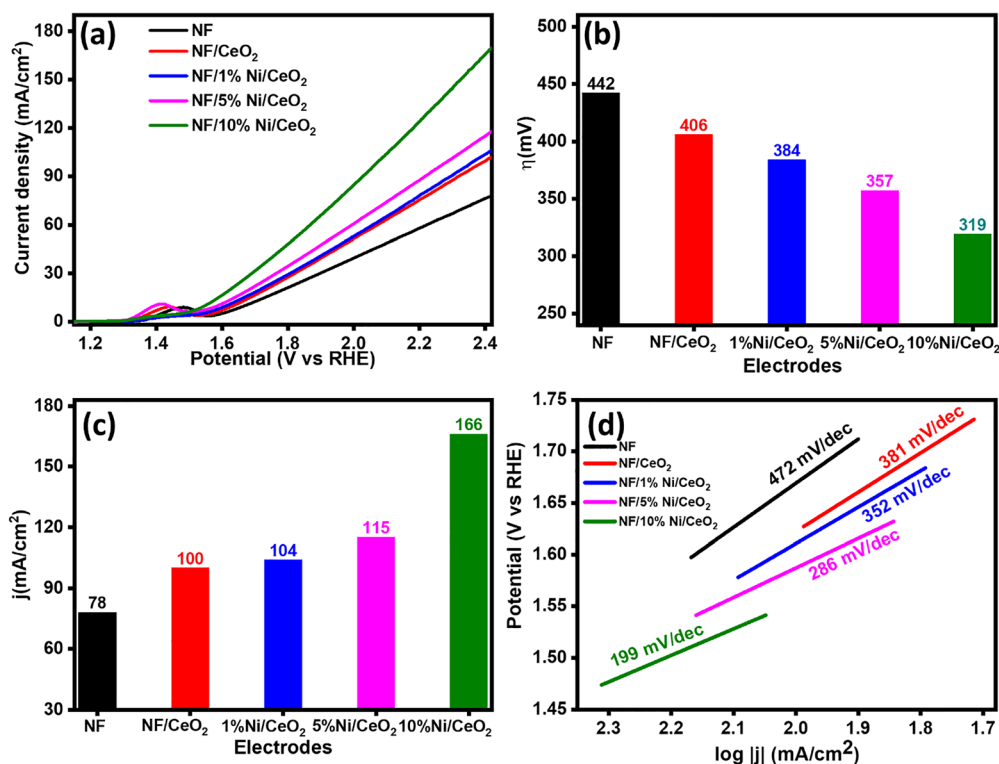 (a)
NF
NF/CeO₂
NF/1% Ni/CeO₂
NF/5% Ni/CeO₂
NF/10% Ni/CeO₂
Current density (mA/cm²)
180
150
120
90
60
30
0
1.2 1.4 1.6 1.8 2.0 2.2 2.4
Potential (V vs RHE)
(b)
η(mV)
500
450
400
350
300
250
442
406
384
357
319
NF NF/CeO₂ 1%Ni/CeO₂ 5%Ni/CeO₂ 10%Ni/CeO₂
Electrodes
(c)
j(mA/cm²)
180
150
120
90
60
30
78
100
104
115
166
NF NF/CeO₂ 1%Ni/CeO₂ 5%Ni/CeO₂ 10%Ni/CeO₂
Electrodes
(d)
NF
NF/CeO₂
NF/1% Ni/CeO₂
NF/5% Ni/CeO₂
NF/10% Ni/CeO₂
Potential (V vs RHE)
1.75
1.70
1.65
1.60
1.55
1.50
1.45
472 mV/dec
381 mV/dec
352 mV/dec
286 mV/dec
199 mV/dec
2.3 2.2 2.1 2.0 1.9 1.8 1.7
log |j| (mA/cm²)